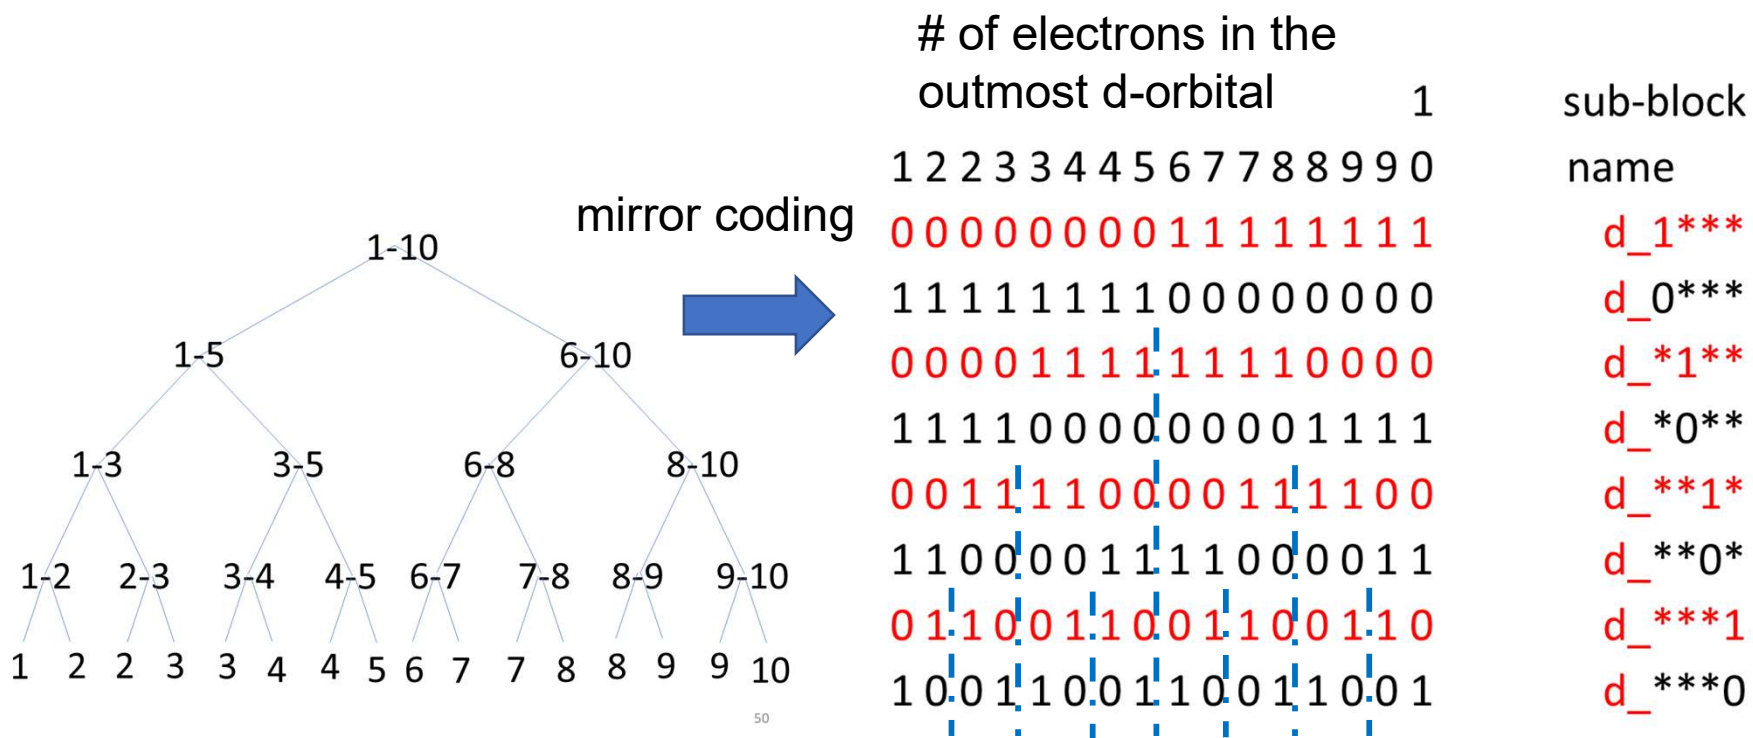 # of electrons in the
outmost d-orbital
1 sub-block
1 2 2 3 3 4 4 5 6 7 7 8 8 9 9 0 name
mirror coding
0 0 0 0 0 0 0 0 1 1 1 1 1 1 1 1 d_1***
1 1 1 1 1 1 1 1 0 0 0 0 0 0 0 0 d_0***
0 0 0 0 1 1 1 1 1 1 1 1 0 0 0 0 d_*1**
1 1 1 1 0 0 0 0 0 0 0 0 1 1 1 1 d_*0**
0 0 1 1 1 1 0 0 0 0 1 1 1 1 0 0 d_**1*
1 1 0 0 0 0 1 1 1 1 0 0 0 0 1 1 d_**0*
0 1 1 0 0 1 1 0 0 1 1 0 0 1 1 0 d_***1
1 0 0 1 1 0 0 1 1 0 0 1 1 0 0 1 d_***0
1-10
1-5 6-10
1-3 3-5 6-8 8-10
1-2 2-3 3-4 4-5 6-7 7-8 8-9 9-10
1 2 2 3 3 4 4 5 6 7 7 8 8 9 9 10
50